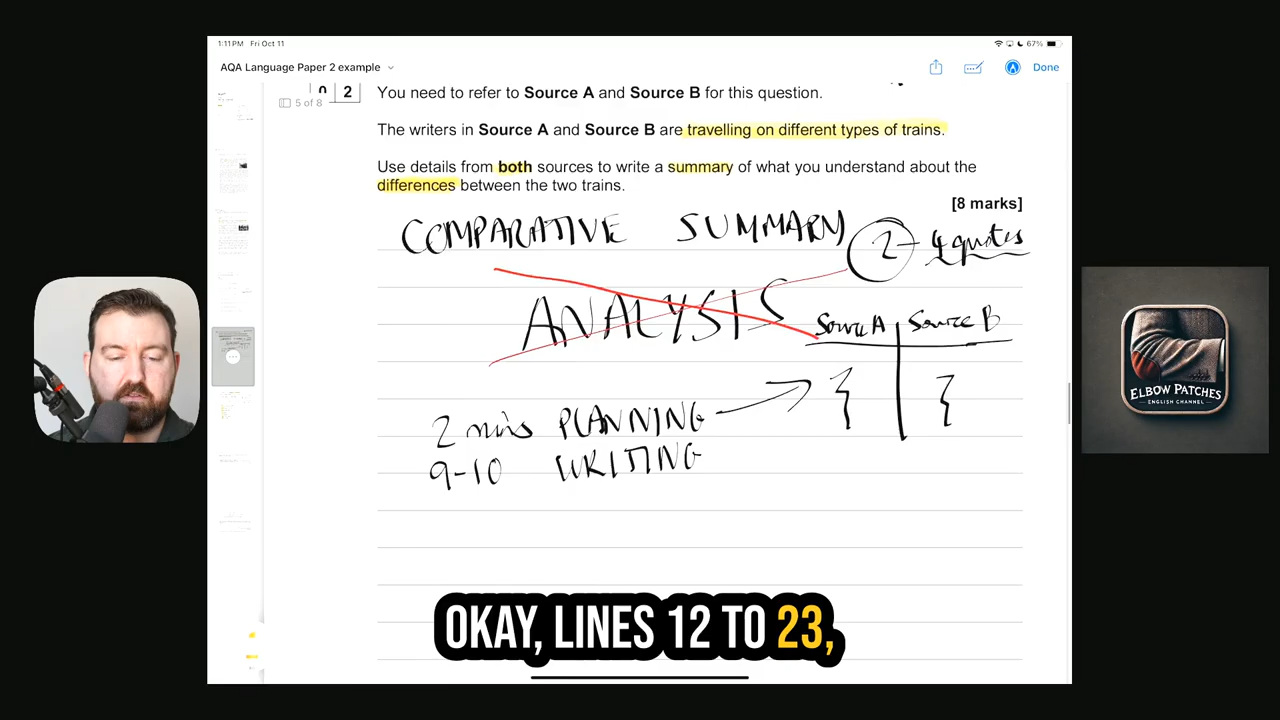 1:11PM Fri Oct 11
67%
AQA Language Paper 2 example
Done
0 2
5 of 8
You need to refer to Source A and Source B for this question.
The writers in Source A and Source B are travelling on different types of trains.
Use details from both sources to write a summary of what you understand about the
differences between the two trains.
[8 marks]
COMPARATIVE SUMMARY
2 - 4 quotes
ANALYSIS
Source A Source B
2 mins PLANNING
9-10 WRITING
ELBOW PATCHES
ENGLISH CHANNEL
OKAY, LINES 12 TO 23,